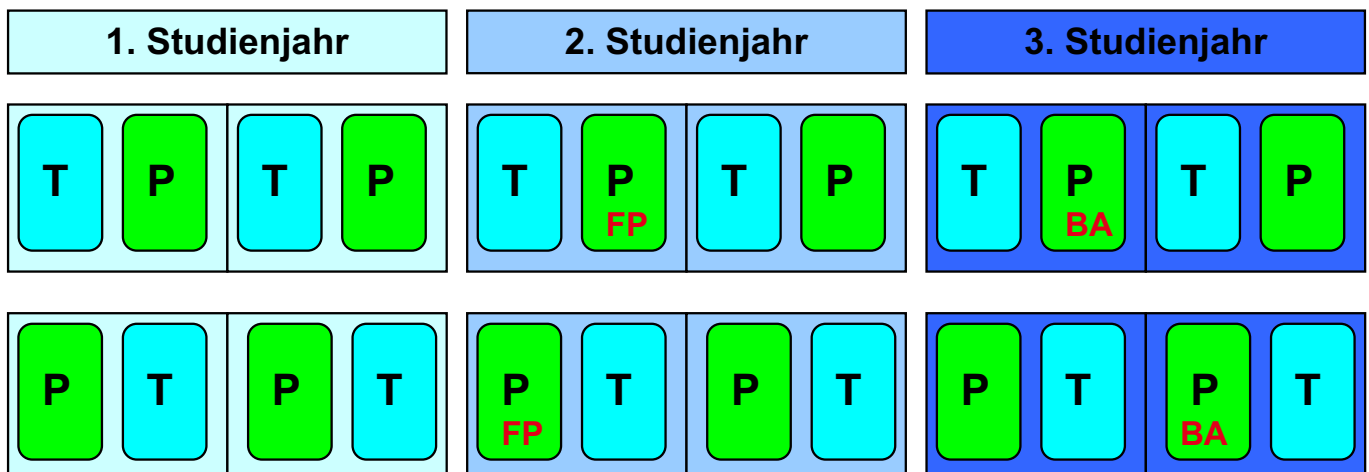 1. Studienjahr 2. Studienjahr 3. Studienjahr
T P T P T P T P T P T P
FP BA
P T P T P T P T P T P T
FP BA